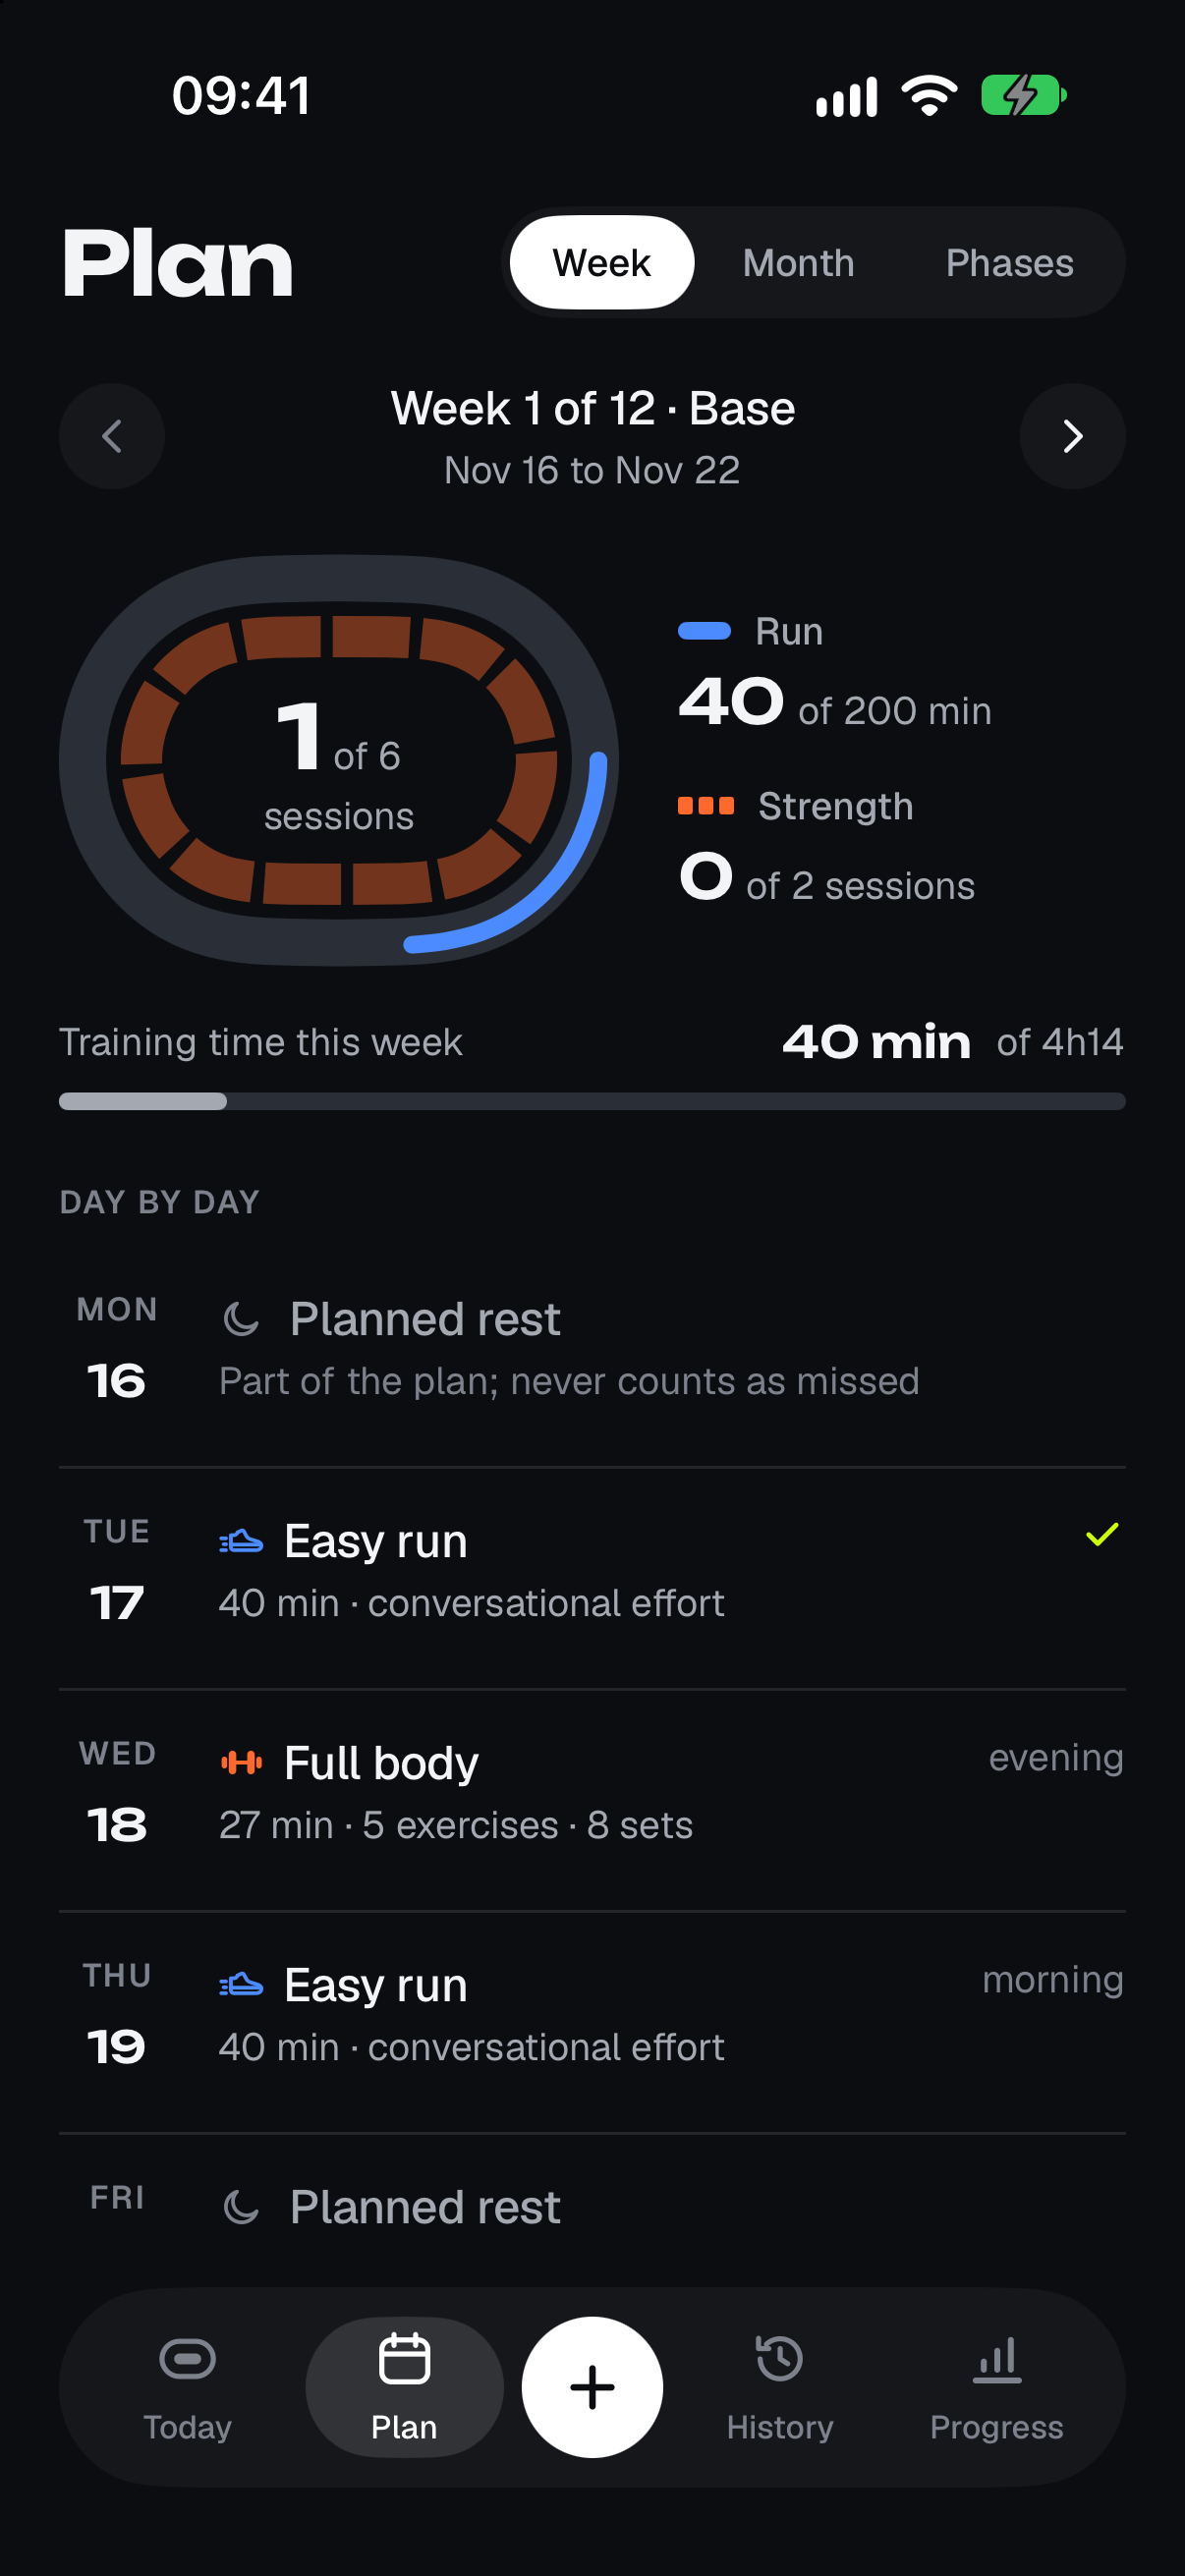 09:41
Plan
Week Month Phases
Week 1 of 12 · Base
Nov 16 to Nov 22
1 of 6
sessions
Run
40 of 200 min
Strength
0 of 2 sessions
Training time this week 40 min of 4h14
DAY BY DAY
MON
16
Planned rest
Part of the plan; never counts as missed
TUE
17
Easy run
40 min · conversational effort
WED
18
Full body
evening
27 min · 5 exercises · 8 sets
THU
19
Easy run
morning
40 min · conversational effort
FRI
Planned rest
Today Plan History Progress